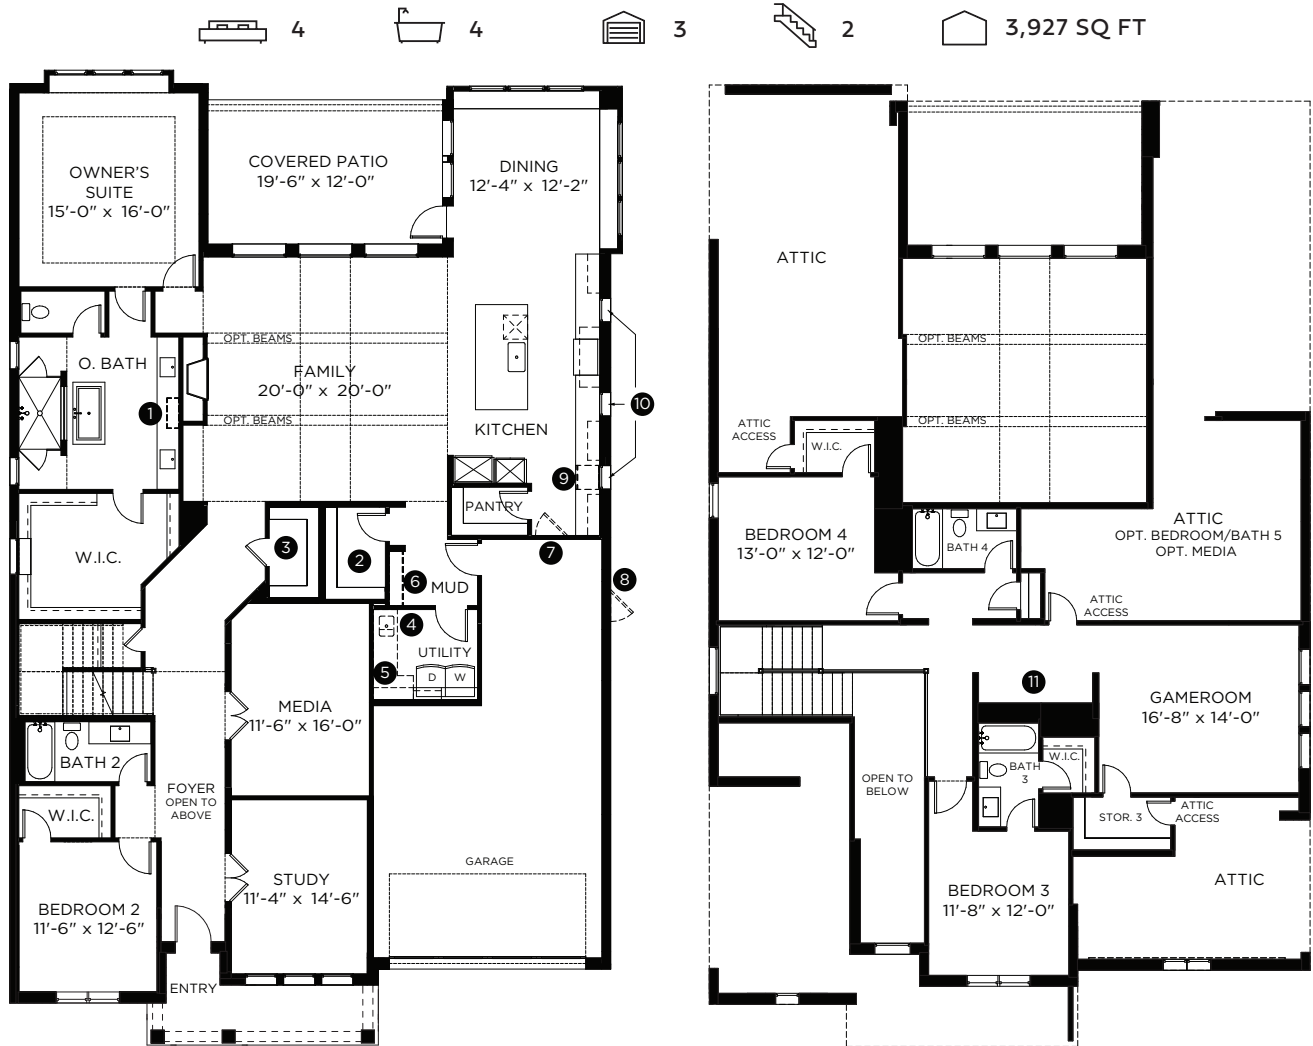 4
4
3
2
3,927 SQ FT
OWNER'S
SUITE
15'-0" x 16'-0"
COVERED PATIO
19'-6" x 12'-0"
DINING
12'-4" x 12'-2"
O. BATH
1
OPT. BEAMS
FAMILY
20'-0" x 20'-0"
OPT. BEAMS
KITCHEN
10
9
PANTRY
7
8
W.I.C.
3
2
6
MUD
4
UTILITY
5
D
W
MEDIA
11'-6" x 16'-0"
BATH 2
FOYER
OPEN TO
ABOVE
W.I.C.
BEDROOM 2
11'-6" x 12'-6"
STUDY
11'-4" x 14'-6"
GARAGE
ENTRY
ATTIC
OPT. BEAMS
OPT. BEAMS
ATTIC
ACCESS
W.I.C.
BEDROOM 4
13'-0" x 12'-0"
BATH 4
ATTIC
OPT. BEDROOM/BATH 5
OPT. MEDIA
ATTIC
ACCESS
11
GAMEROOM
16'-8" x 14'-0"
OPEN TO
BELOW
BATH
3
W.I.C.
STOR. 3
ATTIC
ACCESS
BEDROOM 3
11'-8" x 12'-0"
ATTIC